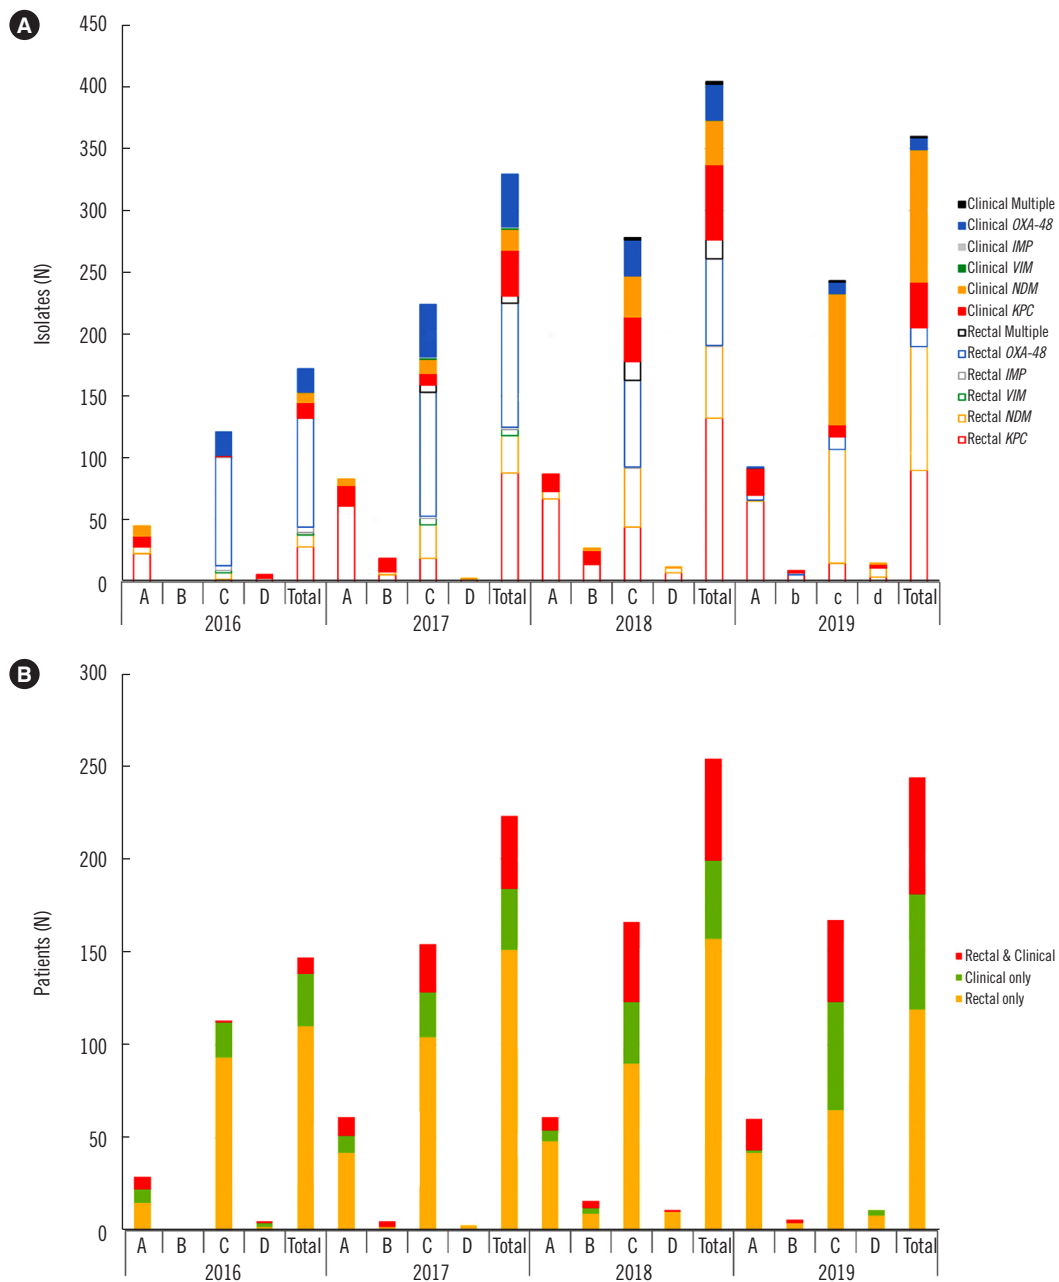 A
450
400
350
300
250
200
150
100
50
0
Isolates (N)
Clinical Multiple
Clinical OXA-48
Clinical IMP
Clinical VIM
Clinical NDM
Clinical KPC
Rectal Multiple
Rectal OXA-48
Rectal IMP
Rectal VIM
Rectal NDM
Rectal KPC
A B C D Total A B C D Total A B C D Total A b c d Total
2016 2017 2018 2019
B
300
250
200
150
100
50
0
Patients (N)
Rectal & Clinical
Clinical only
Rectal only
A B C D Total A B C D Total A B C D Total A B C D Total
2016 2017 2018 2019